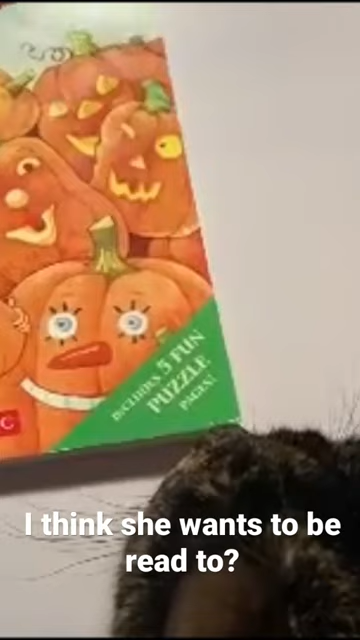 INCLUDES 5 FUN
PUZZLE
PAGES!
C
I think she wants to be
read to?